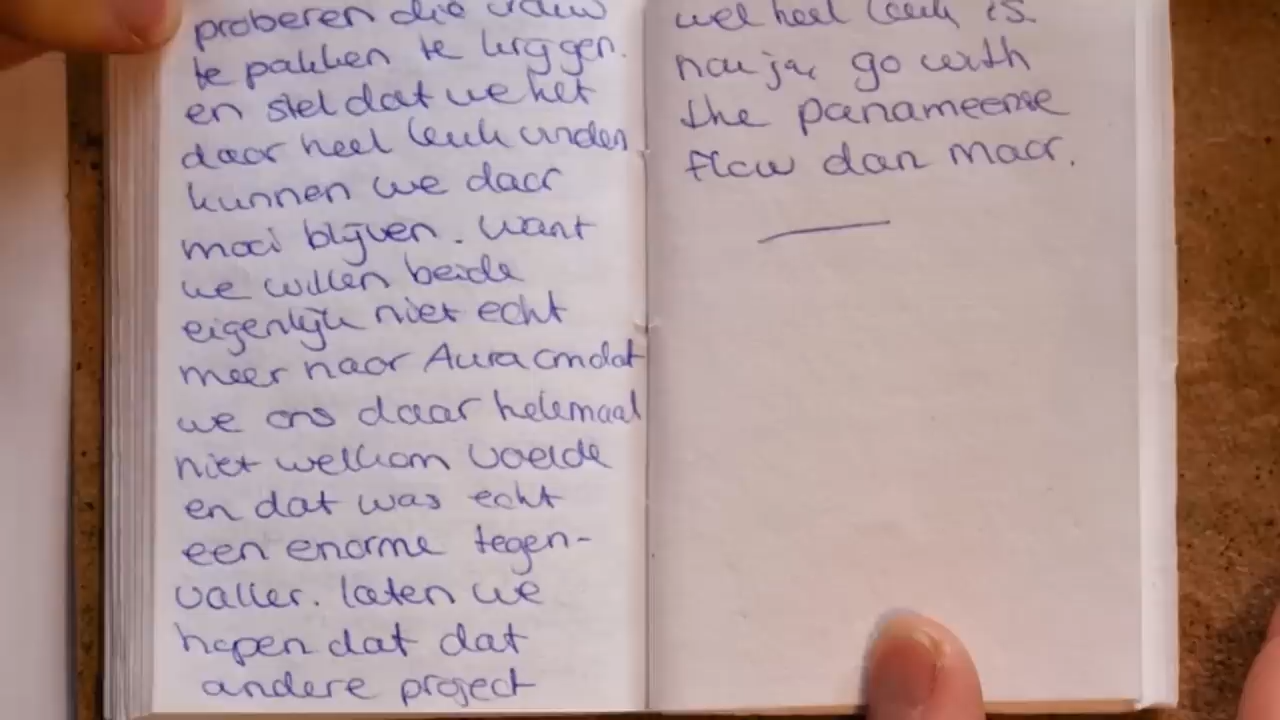 proberen die vrouw
te pakken te krijgen.
en stel dat we het
daar heel leuk vinden
kunnen we daar
mooi blijven. want
we willen beide
eigenlijk niet echt
meer naar Aura omdat
we ons daar helemaal
niet welkom voelde
en dat was echt
een enorme tegen-
valler. laten we
hopen dat dat
andere project
wel heel leuk is.
nou ja, go with
the panameense
flow dan maar.